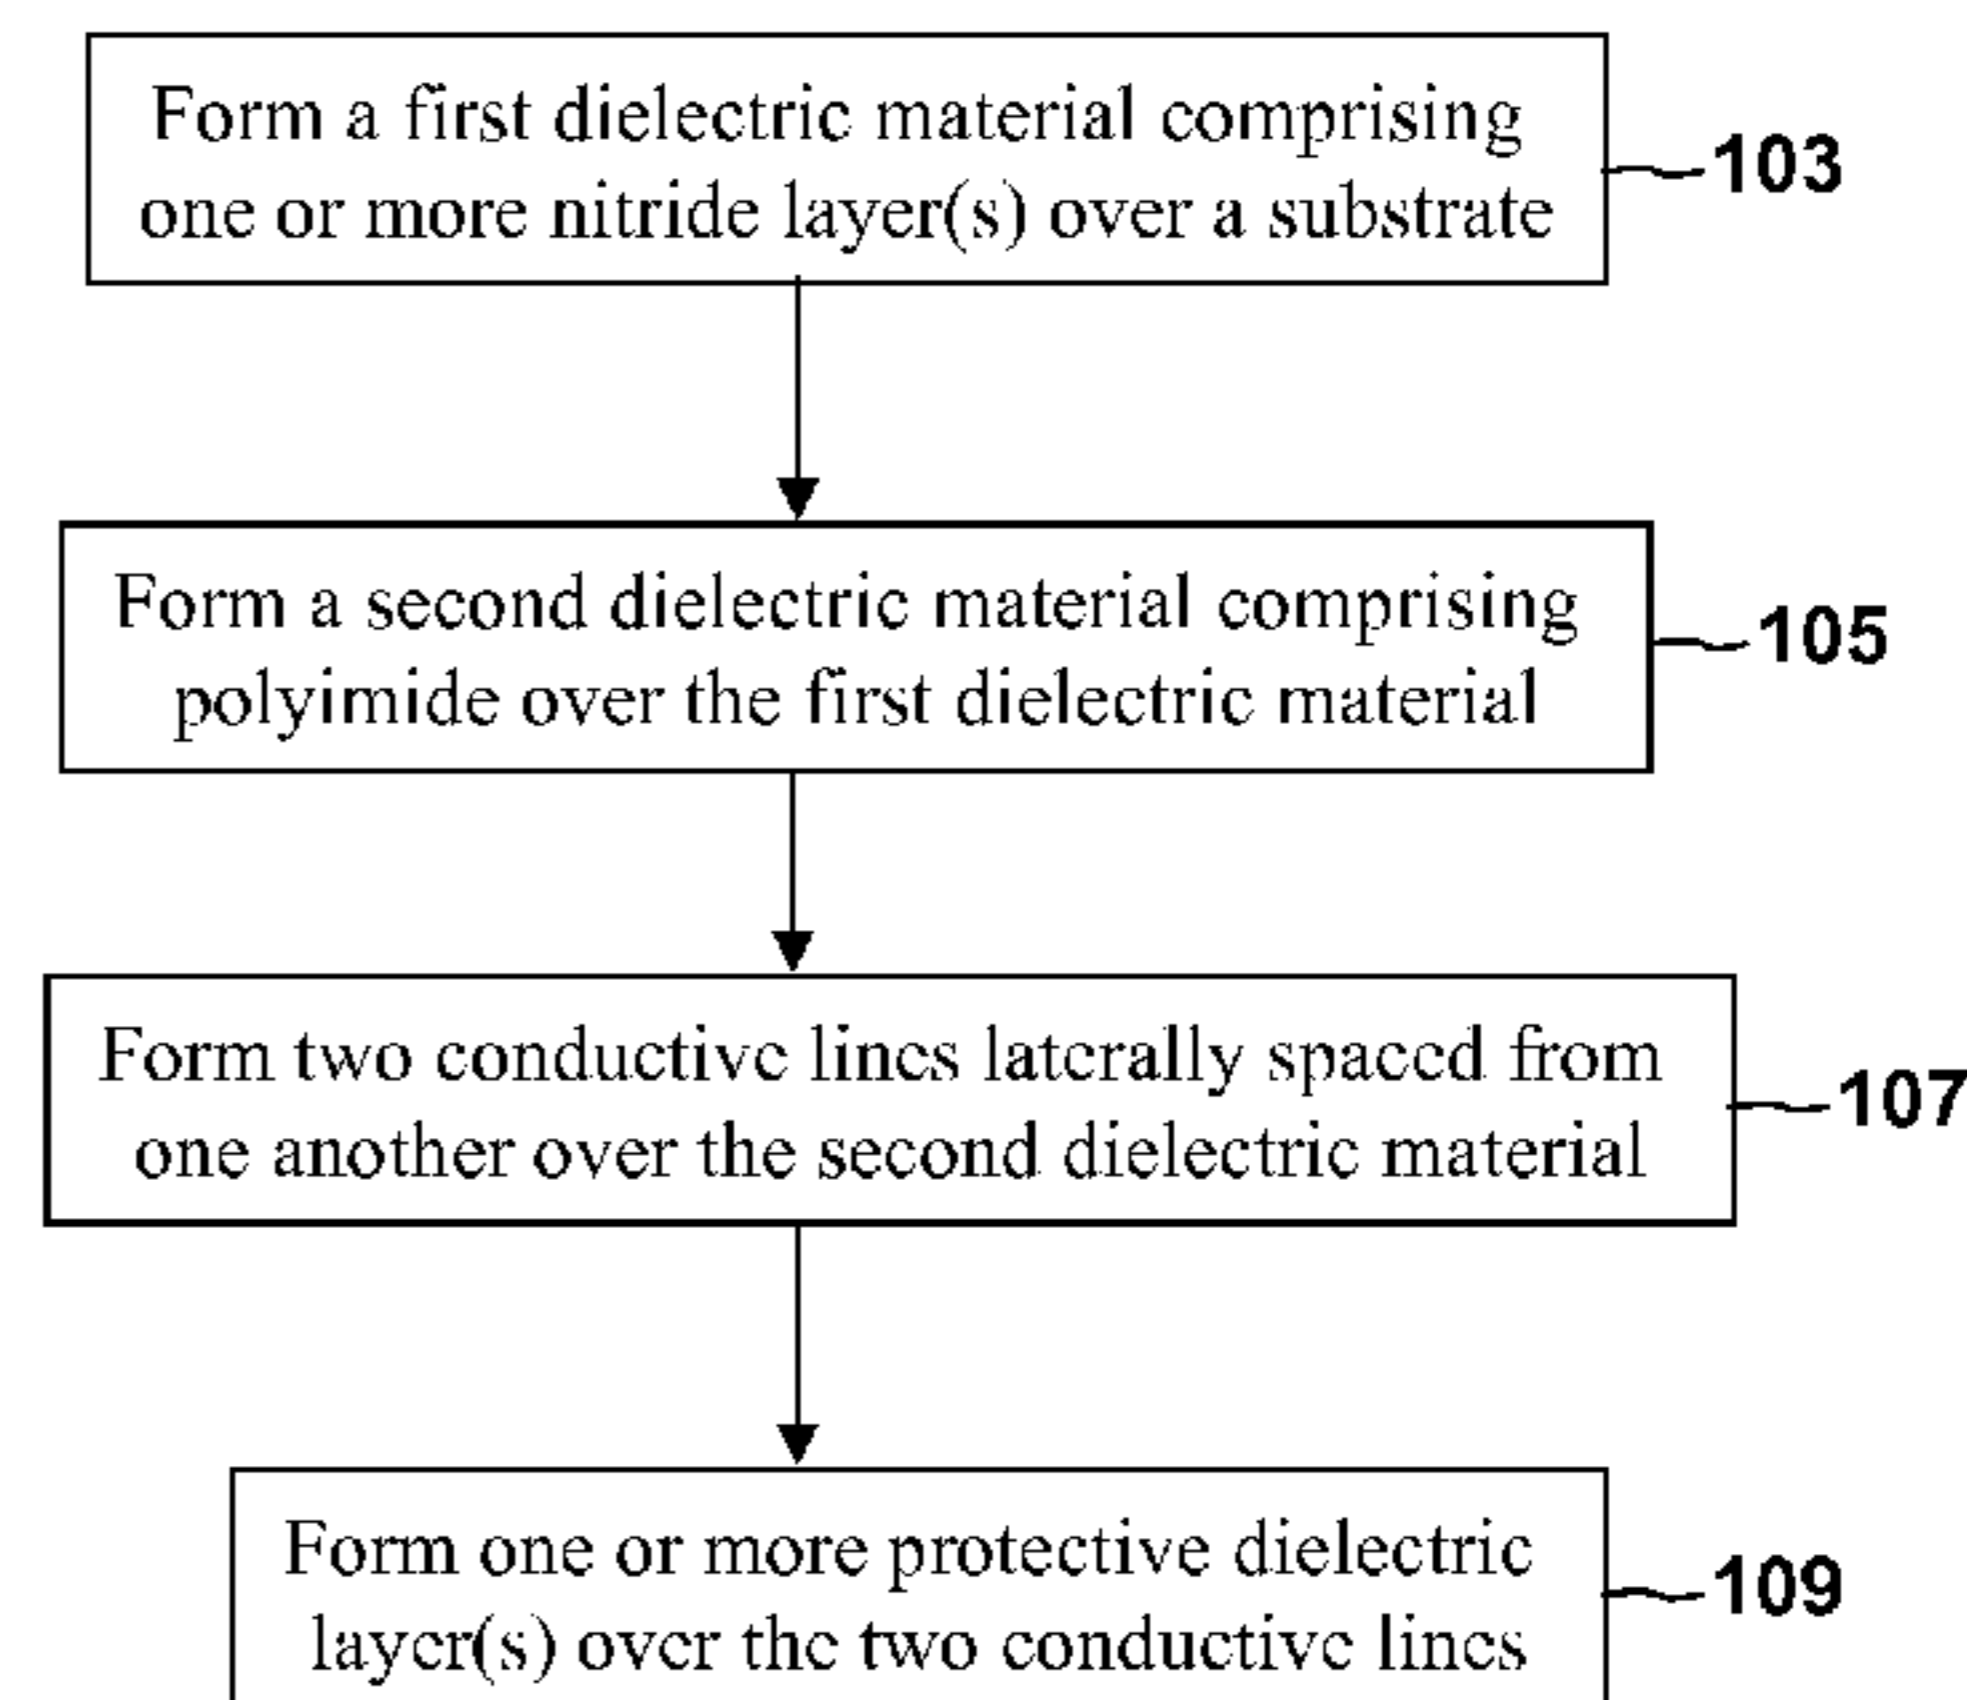 Form a first dielectric material comprising
one or more nitride layer(s) over a substrate
103
Form a second dielectric material comprising
polyimide over the first dielectric material
105
Form two conductive lines laterally spaced from
one another over the second dielectric material
107
Form one or more protective dielectric
layer(s) over the two conductive lines
109